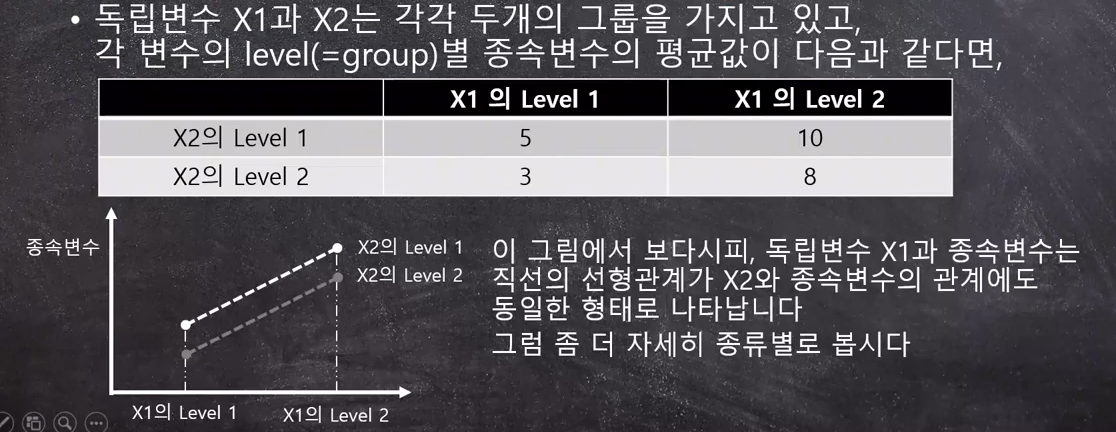 • 독립변수 X1과 X2는 각각 두개의 그룹을 가지고 있고,
각 변수의 level(=group)별 종속변수의 평균값이 다음과 같다면,
X1 의 Level 1 X1 의 Level 2
X2의 Level 1 5 10
X2의 Level 2 3 8
종속변수
X2의 Level 1
X2의 Level 2
X1의 Level 1 X1의 Level 2
이 그림에서 보다시피, 독립변수 X1과 종속변수는
직선의 선형관계가 X2와 종속변수의 관계에도
동일한 형태로 나타납니다
그럼 좀 더 자세히 종류별로 봅시다